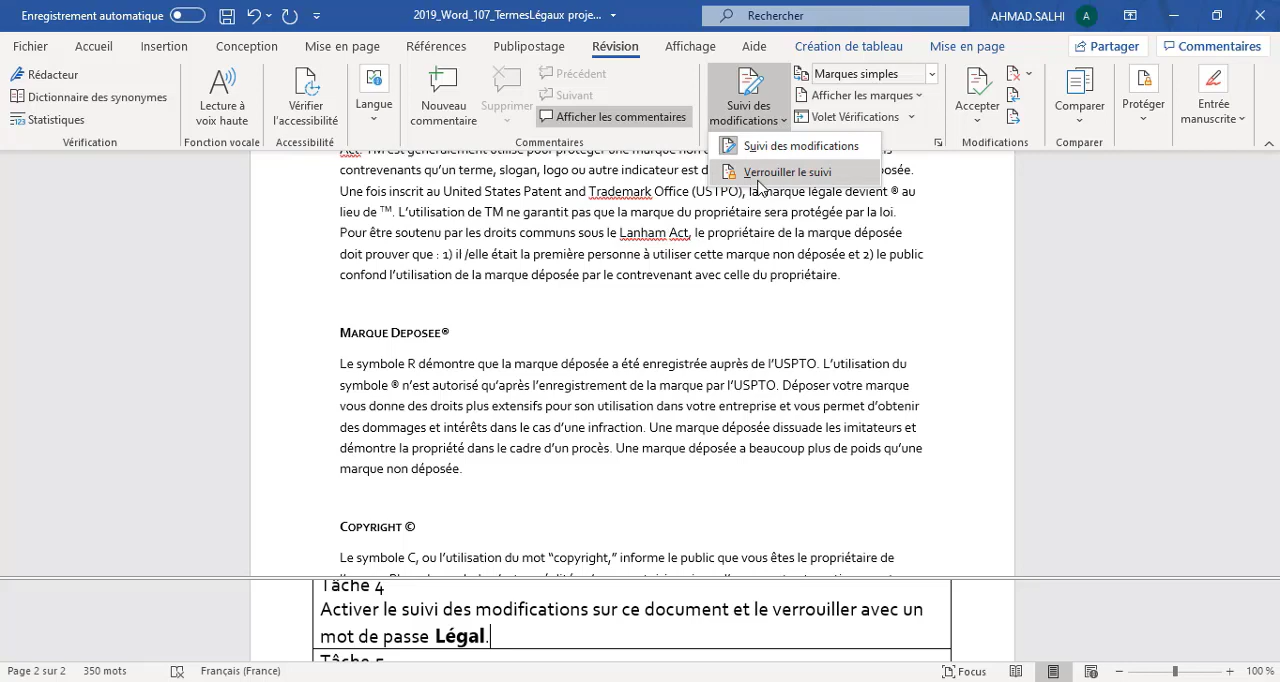 Enregistrement automatique
2019_Word_107_TermesLégaux proje...
Rechercher
AHMAD.SALHI
A
Fichier
Accueil
Insertion
Conception
Mise en page
Références
Publipostage
Révision
Affichage
Aide
Création de tableau
Mise en page
Partager
Commentaires
Rédacteur
Dictionnaire des synonymes
Statistiques
Vérification
Lecture à
voix haute
Fonction vocale
Vérifier
l'accessibilité
Accessibilité
Langue
Nouveau
commentaire
Supprimer
Précédent
Suivant
Afficher les commentaires
Commentaires
Suivi des
modifications
Marques simples
Afficher les marques
Volet Vérifications
Suivi des modifications
Verrouiller le suivi
Accepter
Modifications
Comparer
Comparer
Protéger
Entrée
manuscrite
contrevenants qu'un terme, slogan, logo ou autre indicateur est d posée.
Une fois inscrit au United States Patent and Trademark Office (USTPO), la marque légale devient ® au
lieu de ™. L'utilisation de TM ne garantit pas que la marque du propriétaire sera protégée par la loi.
Pour être soutenu par les droits communs sous le Lanham Act, le propriétaire de la marque déposée
doit prouver que : 1) il /elle était la première personne à utiliser cette marque non déposée et 2) le public
confond l'utilisation de la marque déposée par le contrevenant avec celle du propriétaire.
MARQUE DEPOSEE®
Le symbole R démontre que la marque déposée a été enregistrée auprès de l'USPTO. L'utilisation du
symbole ® n'est autorisé qu'après l'enregistrement de la marque par l'USPTO. Déposer votre marque
vous donne des droits plus extensifs pour son utilisation dans votre entreprise et vous permet d'obtenir
des dommages et intérêts dans le cas d'une infraction. Une marque déposée dissuade les imitateurs et
démontre la propriété dans le cadre d'un procès. Une marque déposée a beaucoup plus de poids qu'une
marque non déposée.
COPYRIGHT ©
Le symbole C, ou l'utilisation du mot “copyright,” informe le public que vous êtes le propriétaire de
Tâche 4
Activer le suivi des modifications sur ce document et le verrouiller avec un
mot de passe Légal.
Tâche 5
Page 2 sur 2
350 mots
Français (France)
Focus
100 %